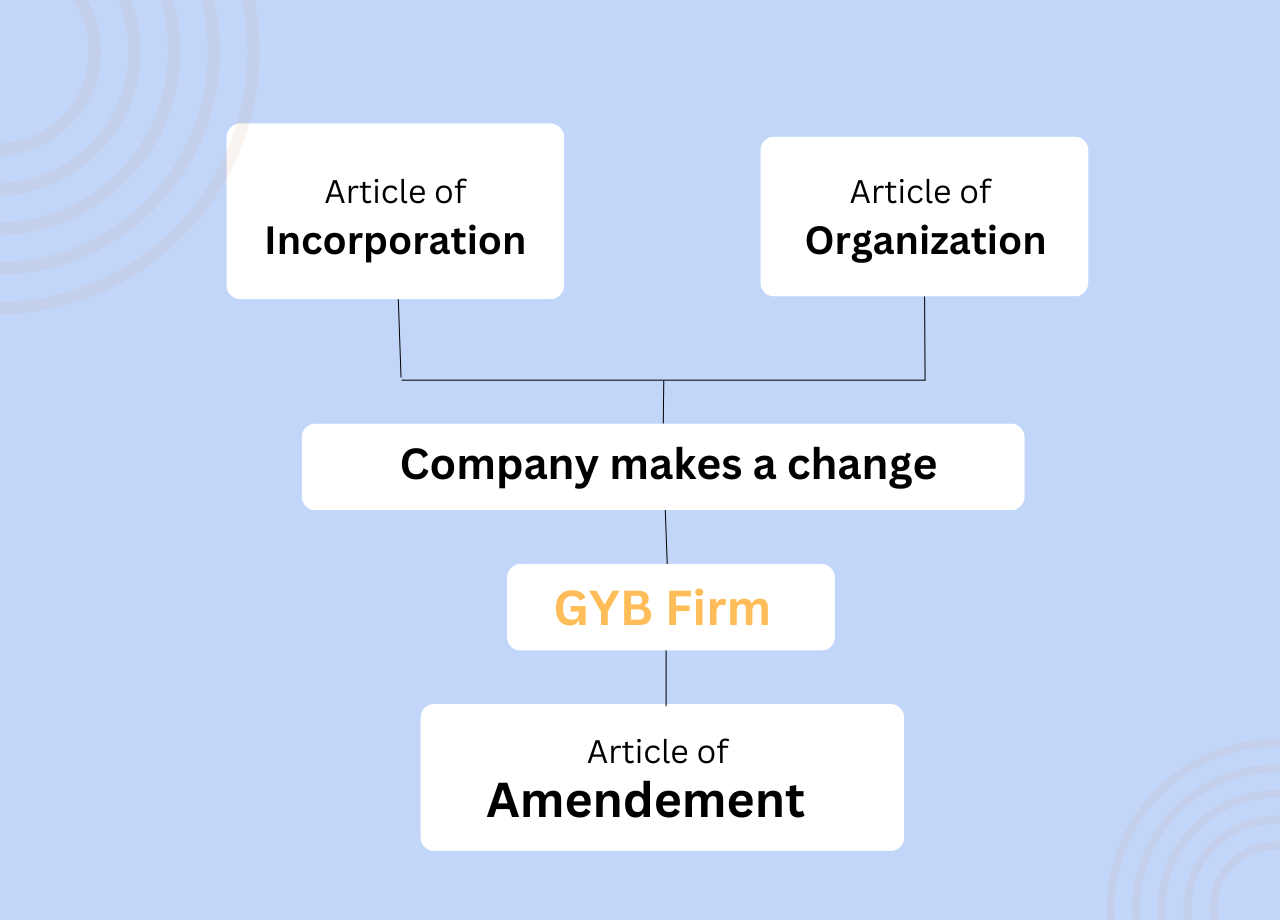 Article of
Incorporation
Article of
Organization
Company makes a change
GYB Firm
Article of
Amendement